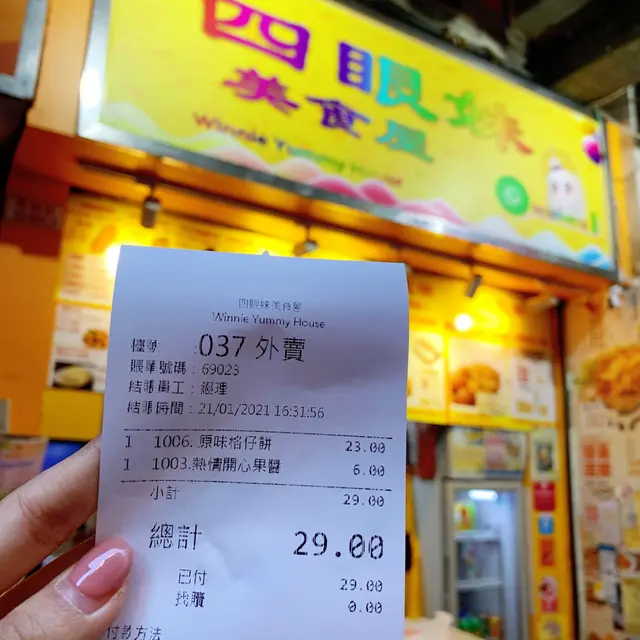 四眼妹
美食屋
Winnie Yummy House
四眼妹美食屋
Winnie Yummy House
檯號 : 037 外賣
賬單號碼 : 69023
結賬員工 : 經理
結賬時間 : 21/01/2021 16:31:56
1 1006.原味格仔餅 23.00
1 1003.熱情開心果醬 6.00
小計 29.00
總計 29.00
已付 29.00
找贖 0.00
付款方法